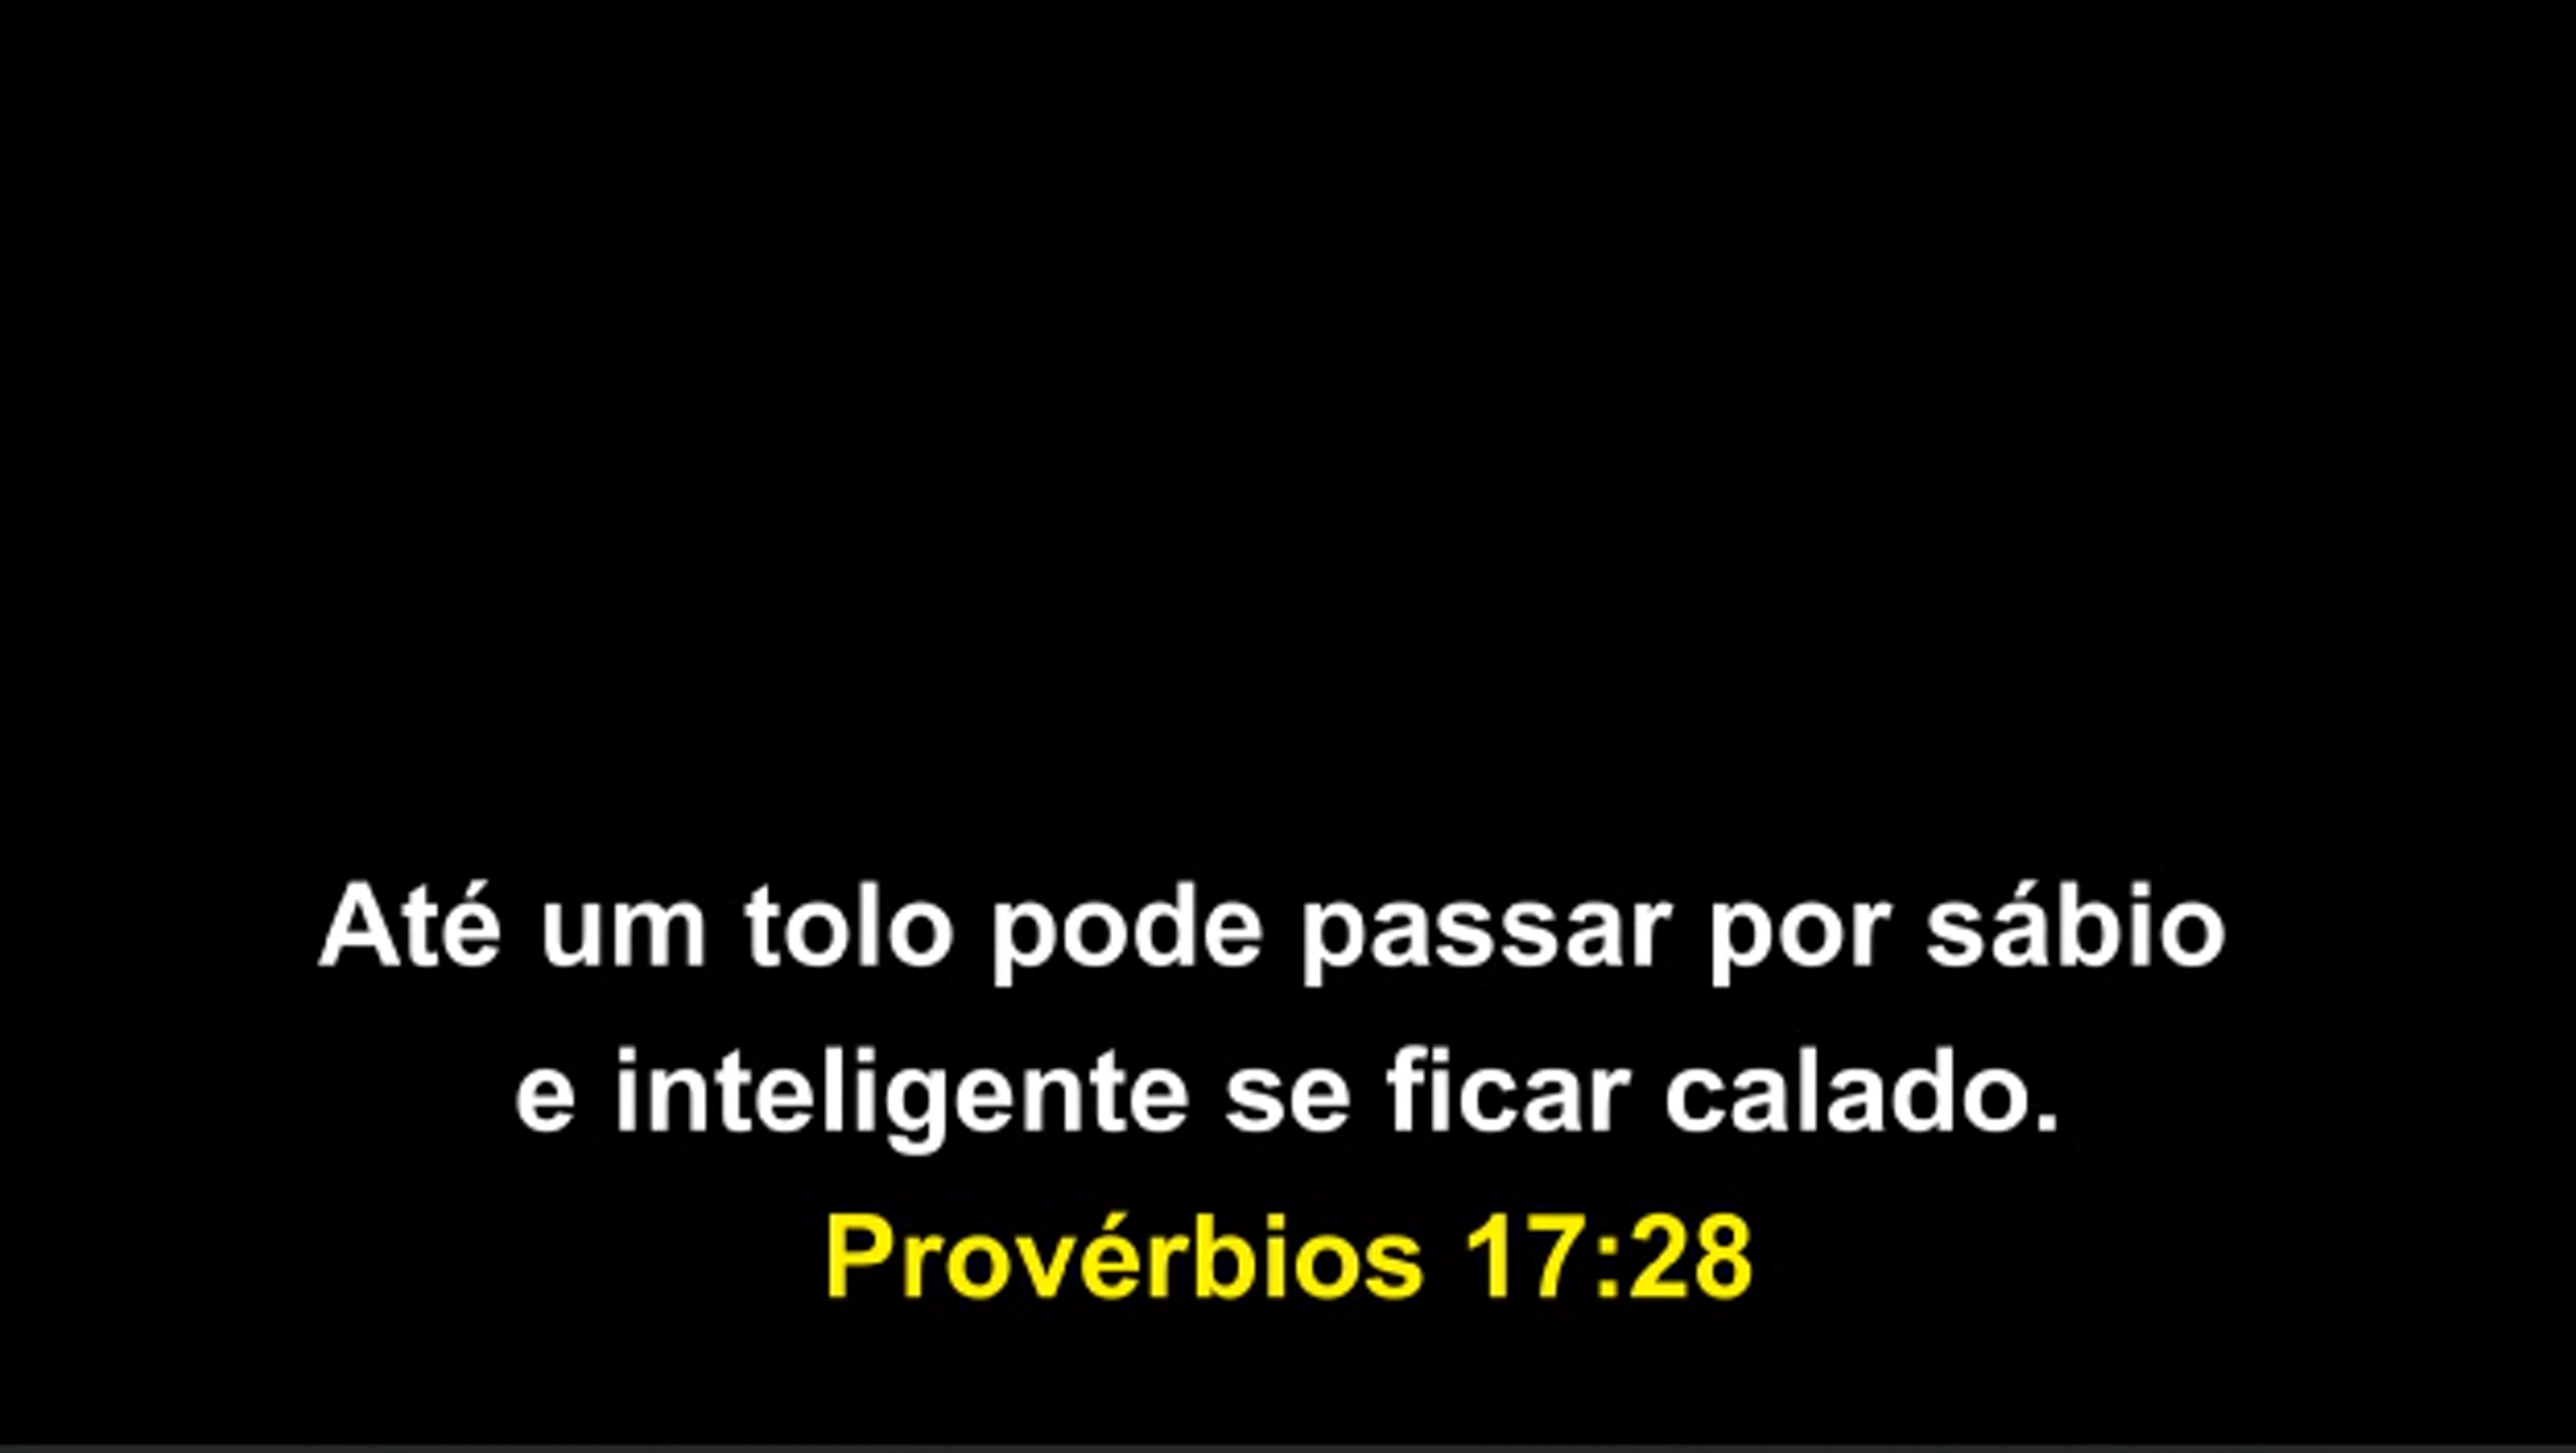 Até um tolo pode passar por sábio
e inteligente se ficar calado.
Provérbios 17:28